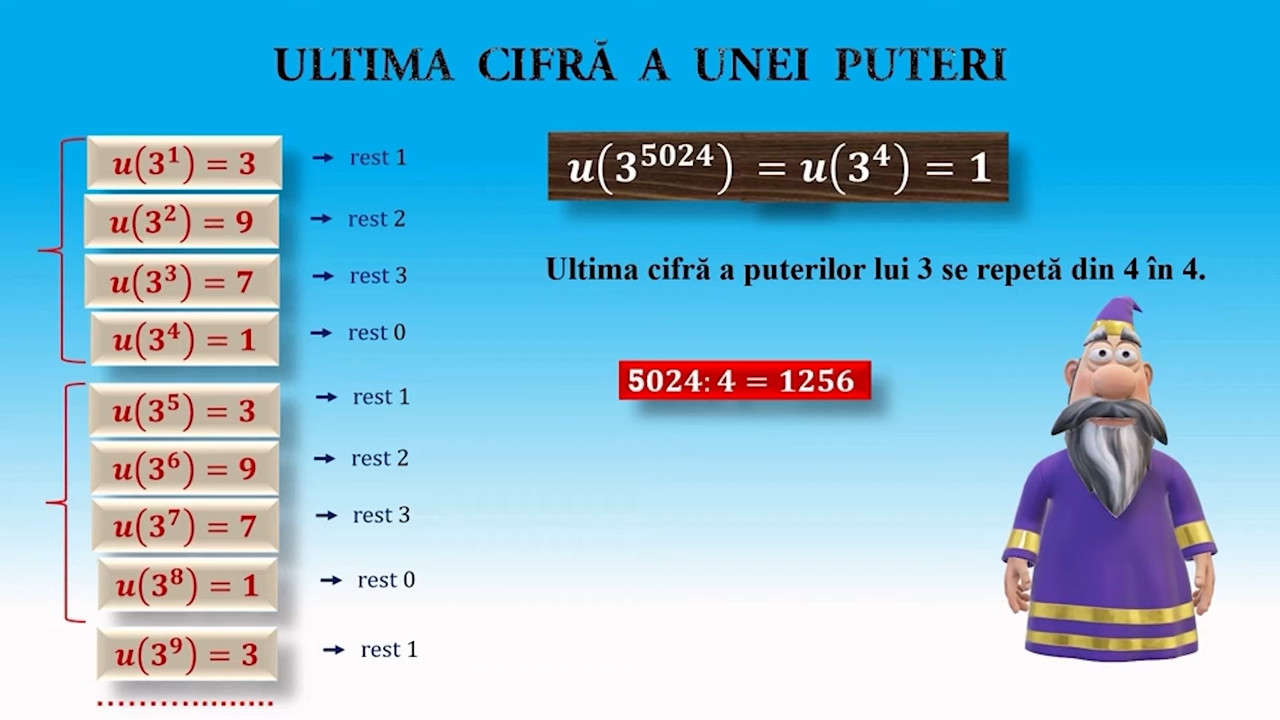 ULTIMA CIFRĂ A UNEI PUTERI
u(3¹) = 3 → rest 1
u(3²) = 9 → rest 2
u(3³) = 7 → rest 3
u(3⁴) = 1 → rest 0
u(3⁵) = 3 → rest 1
u(3⁶) = 9 → rest 2
u(3⁷) = 7 → rest 3
u(3⁸) = 1 → rest 0
u(3⁹) = 3 → rest 1
....................
u(3⁵⁰²⁴) = u(3⁴) = 1
Ultima cifră a puterilor lui 3 se repetă din 4 în 4.
5024: 4 = 1256